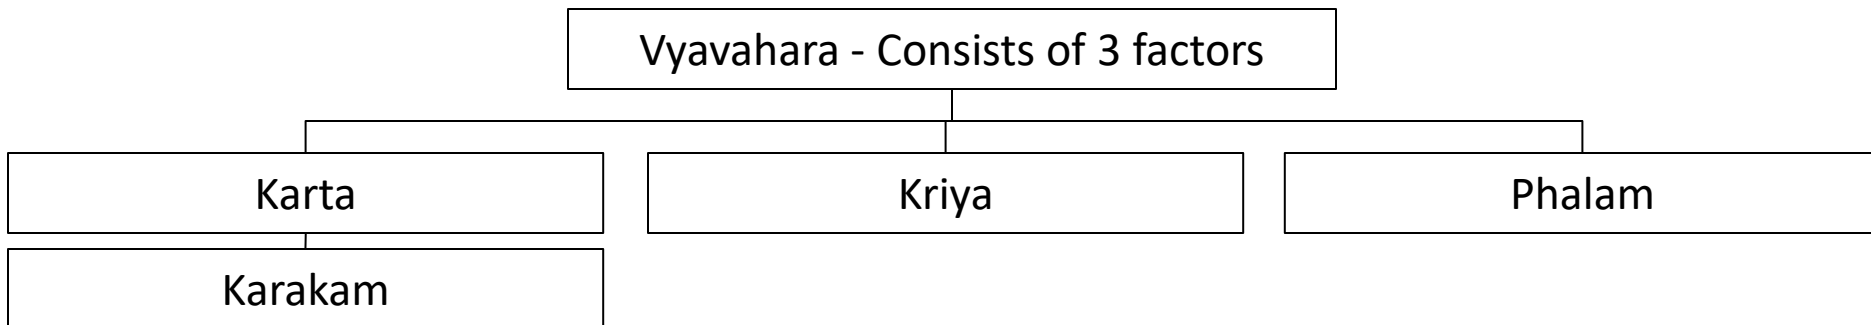 Vyavahara - Consists of 3 factors
Karta
Kriya
Phalam
Karakam